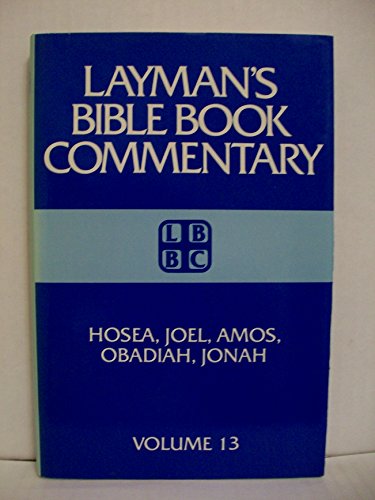 LAYMAN'S
BIBLE BOOK
COMMENTARY
L B
B C
HOSEA, JOEL, AMOS,
OBADIAH, JONAH
VOLUME 13